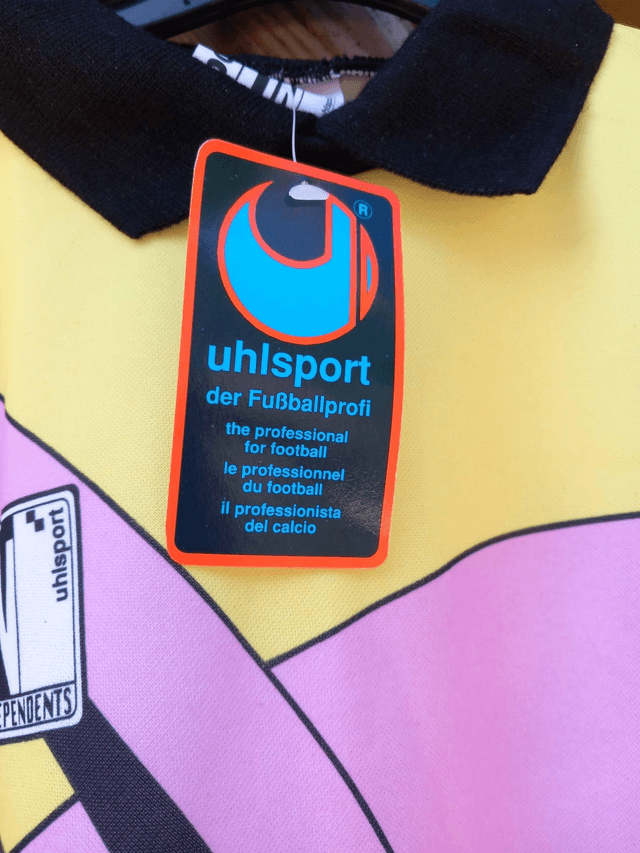 ®
uhlsport
der Fußballprofi
the professional
for football
le professionnel
du football
il professionista
del calcio
uhlsport